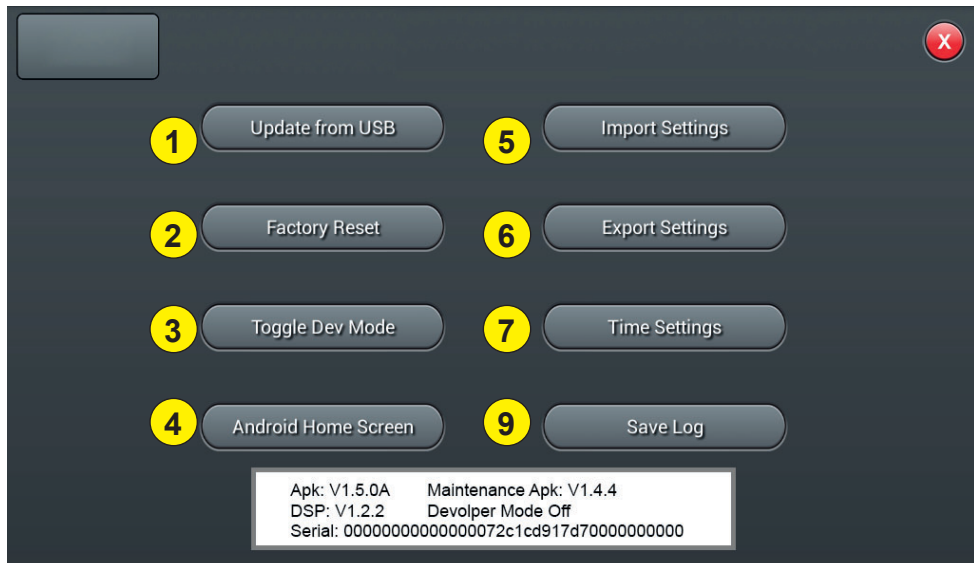 X
1 Update from USB
5 Import Settings
2 Factory Reset
6 Export Settings
3 Toggle Dev Mode
7 Time Settings
4 Android Home Screen
9 Save Log
Apk: V1.5.0A Maintenance Apk: V1.4.4
DSP: V1.2.2 Devolper Mode Off
Serial: 00000000000000072c1cd917d70000000000